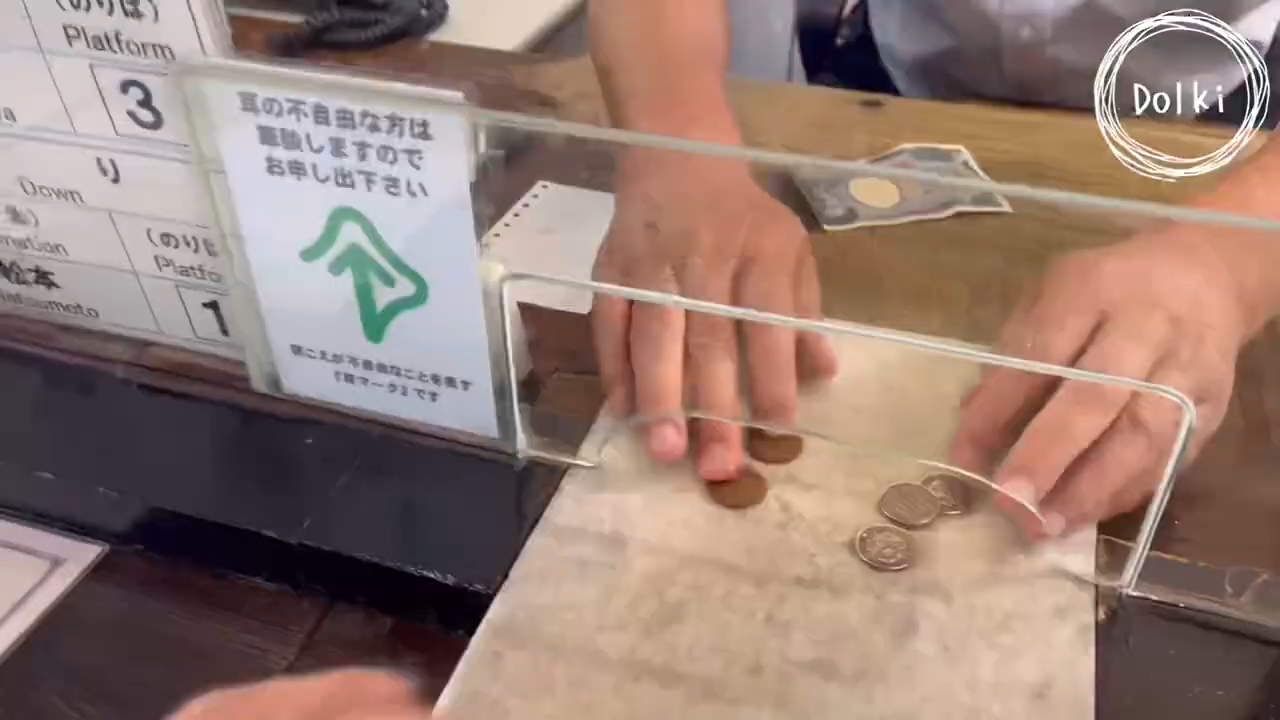 (のりば)
Platform
3
り
Down
(のりば
Platfo
松本
atsumoto
1
耳の不自由な方は
筆談しますので
お申し出下さい
聞こえが不自由なことを表す
『耳マーク』です
Dolki